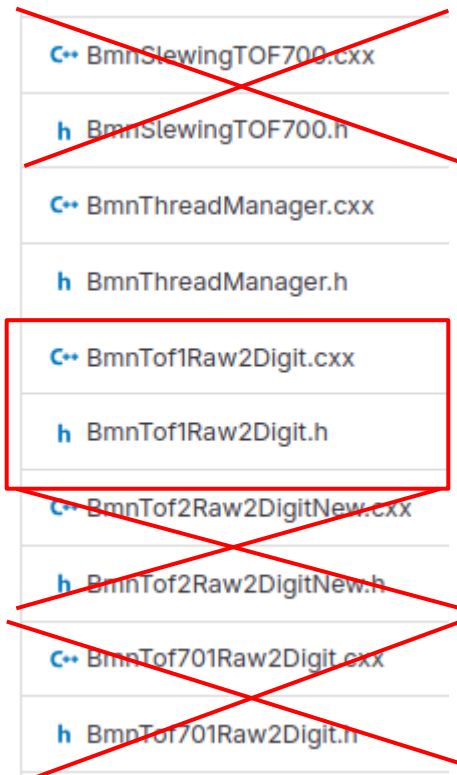 C++ BmnSlewingTOF700.cxx
h BmnSlewingTOF700.h
C++ BmnThreadManager.cxx
h BmnThreadManager.h
C++ BmnTof1Raw2Digit.cxx
h BmnTof1Raw2Digit.h
C++ BmnTof2Raw2DigitNew.cxx
h BmnTof2Raw2DigitNew.h
C++ BmnTof701Raw2Digit.cxx
h BmnTof701Raw2Digit.h